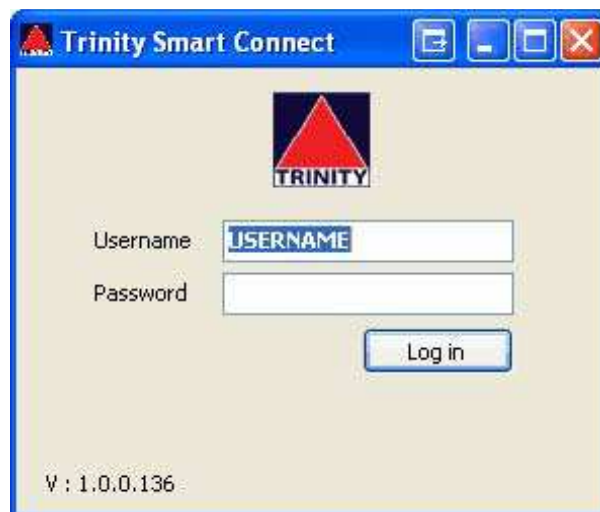 Trinity Smart Connect
TRINITY
Username USERNAME
Password
Log in
V : 1.0.0.136